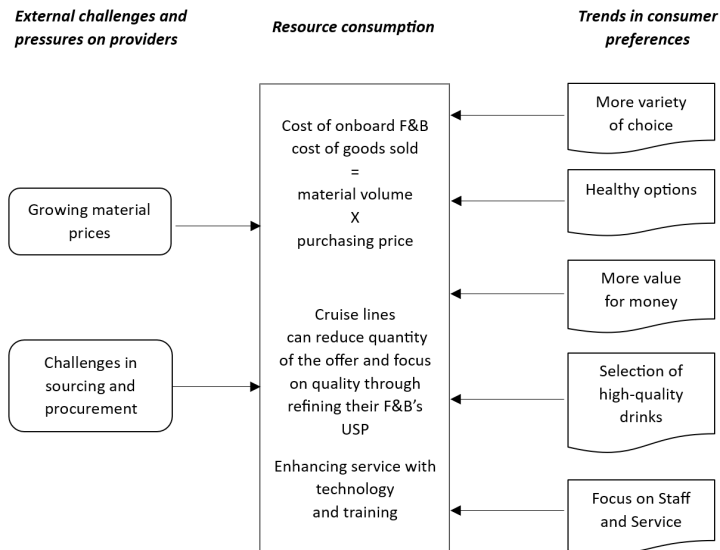 External challenges and
pressures on providers
Resource consumption
Trends in consumer
preferences
Growing material
prices
Challenges in
sourcing and
procurement
Cost of onboard F&B
cost of goods sold
=
material volume
X
purchasing price
Cruise lines
can reduce quantity
of the offer and focus
on quality through
refining their F&B's
USP
Enhancing service with
technology
and training
More variety
of choice
Healthy options
More value
for money
Selection of
high-quality
drinks
Focus on Staff
and Service